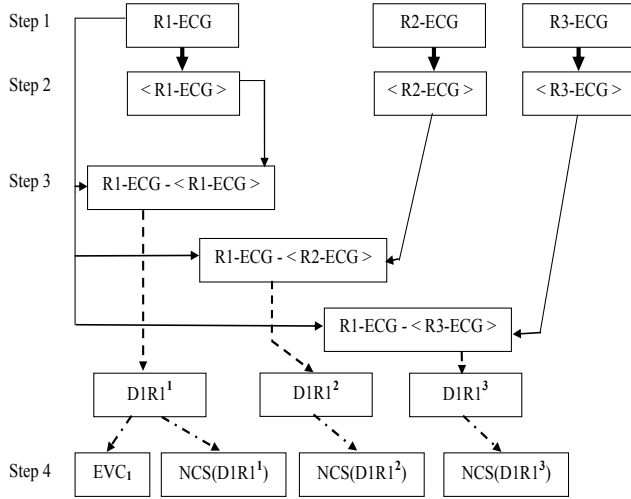 Step 1
R1-ECG
R2-ECG
R3-ECG
Step 2
< R1-ECG >
< R2-ECG >
< R3-ECG >
Step 3
R1-ECG - < R1-ECG >
R1-ECG - < R2-ECG >
R1-ECG - < R3-ECG >
D1R1¹
D1R1²
D1R1³
Step 4
EVC₁
NCS(D1R1¹)
NCS(D1R1²)
NCS(D1R1³)